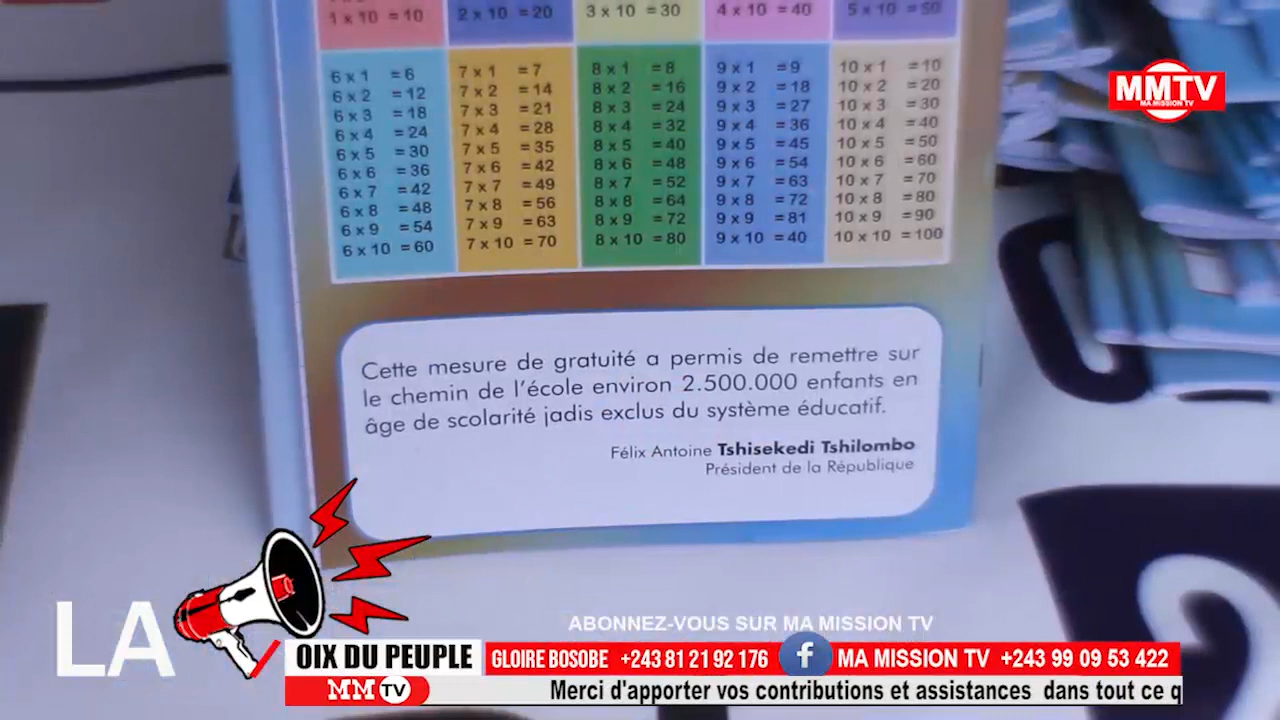 1 x 10 = 10
2 x 10 = 20
3 x 10 = 30
4 x 10 = 40
5 x 10 = 50
6 x 1 = 6
6 x 2 = 12
6 x 3 = 18
6 x 4 = 24
6 x 5 = 30
6 x 6 = 36
6 x 7 = 42
6 x 8 = 48
6 x 9 = 54
6 x 10 = 60
7 x 1 = 7
7 x 2 = 14
7 x 3 = 21
7 x 4 = 28
7 x 5 = 35
7 x 6 = 42
7 x 7 = 49
7 x 8 = 56
7 x 9 = 63
7 x 10 = 70
8 x 1 = 8
8 x 2 = 16
8 x 3 = 24
8 x 4 = 32
8 x 5 = 40
8 x 6 = 48
8 x 7 = 52
8 x 8 = 64
8 x 9 = 72
8 x 10 = 80
9 x 1 = 9
9 x 2 = 18
9 x 3 = 27
9 x 4 = 36
9 x 5 = 45
9 x 6 = 54
9 x 7 = 63
9 x 8 = 72
9 x 9 = 81
9 x 10 = 40
10 x 1 = 10
10 x 2 = 20
10 x 3 = 30
10 x 4 = 40
10 x 5 = 50
10 x 6 = 60
10 x 7 = 70
10 x 8 = 80
10 x 9 = 90
10 x 10 = 100
MMTV
MA MISSION TV
Cette mesure de gratuité a permis de remettre sur
le chemin de l'école environ 2.500.000 enfants en
âge de scolarité jadis exclus du système éducatif.
Félix Antoine Tshisekedi Tshilombo
Président de la République
ABONNEZ-VOUS SUR MA MISSION TV
LA
OIX DU PEUPLE
GLOIRE BOSOBE +243 81 21 92 176 f MA MISSION TV +243 99 09 53 422
MM TV
Merci d'apporter vos contributions et assistances dans tout ce q